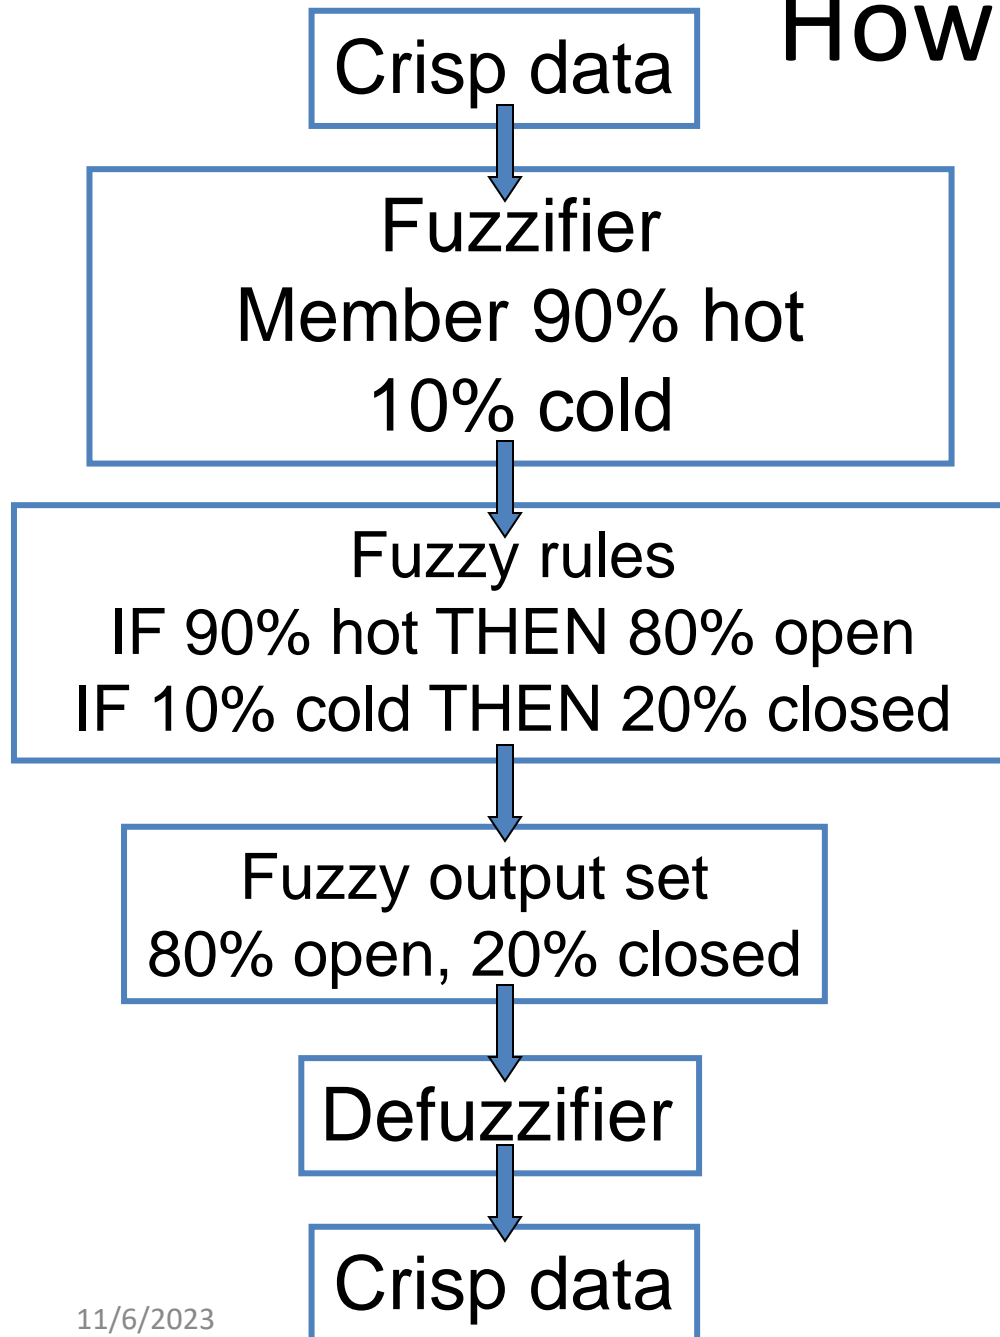 How
Crisp data
Fuzzifier
Member 90% hot
10% cold
Fuzzy rules
IF 90% hot THEN 80% open
IF 10% cold THEN 20% closed
Fuzzy output set
80% open, 20% closed
Defuzzifier
Crisp data
11/6/2023